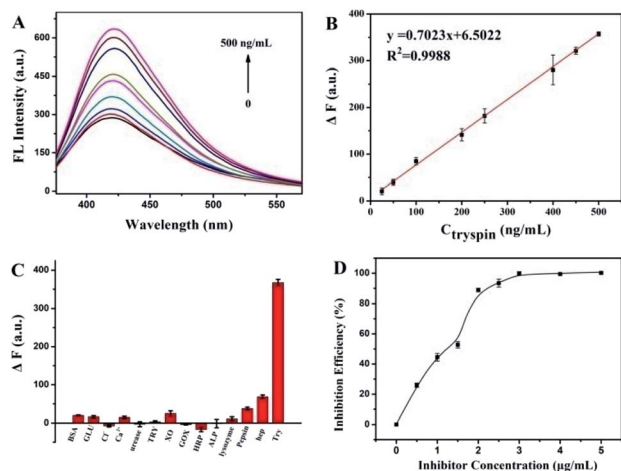 A
FL Intensity (a.u.)
600
450
300
150
0
500 ng/mL
0
400
450
500
550
Wavelength (nm)
B
Δ F (a.u.)
400
300
200
100
0
y =0.7023x+6.5022
R²=0.9988
0
100
200
300
400
500
Ctryspin (ng/mL)
C
Δ F (a.u.)
400
300
200
100
0
BSA
GLU
Cl⁻
Ca²⁺
urease
TRY
XO
GOX
HRP
ALP
lysozyme
Pepsin
hep
Try
D
Inhibition Efficiency (%)
100
80
60
40
20
0
0
1
2
3
4
5
Inhibitor Concentration (µg/mL)